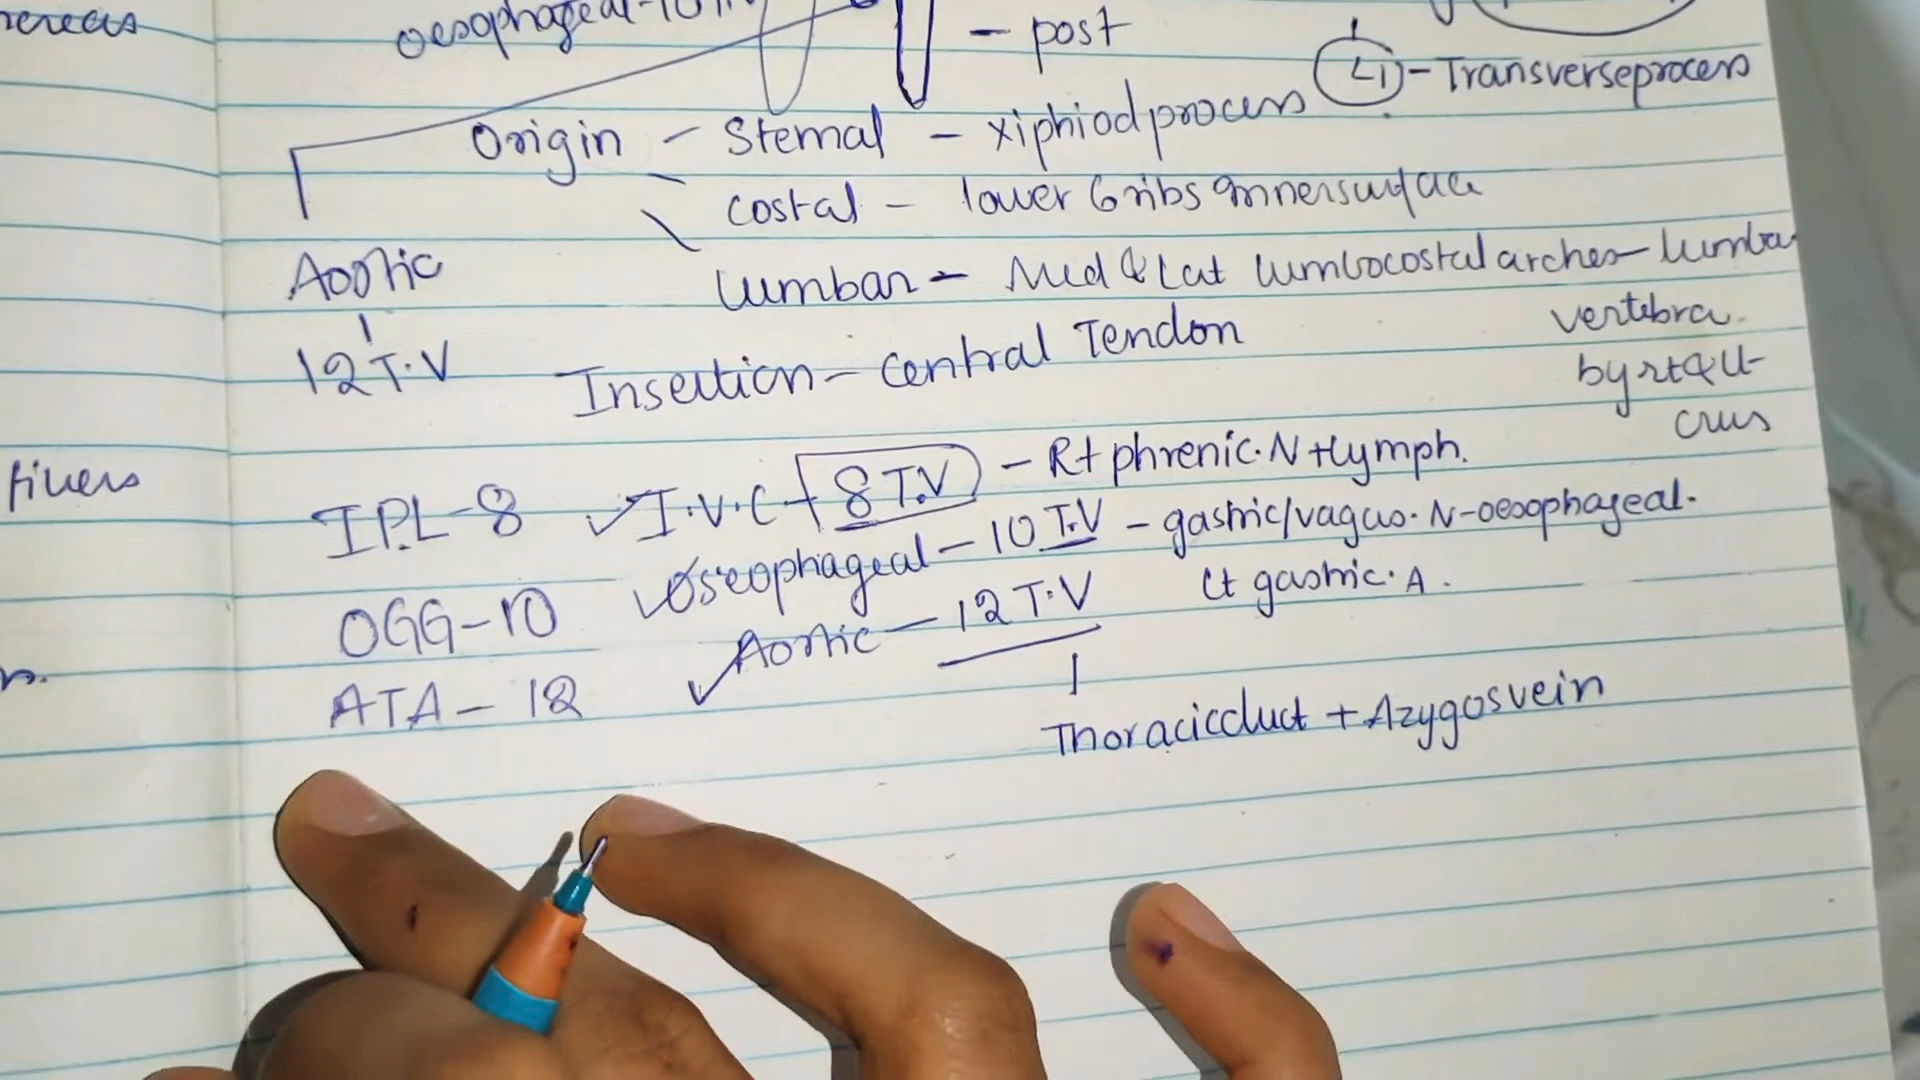 oesophageal-10
- post
L1 - Transverseprocess
Origin - Sternal - xiphiod process
Costal - lower 6 ribs innersurface
Lumbar - Med & Lat lumbocostal arches - lumbar
vertebra.
by rt & lt
crus
Aortic
12 T.V
Insertion - Central Tendon
fibers
IPL-8 I.V.C - 8 T.V - Rt phrenic.N + lymph.
OGG-10 Oseophageal - 10 T.V - gastric/vagus.N - oesophageal.
Lt gastric.A.
ATA - 12 Aortic - 12 T.V
Thoracicduct + Azygosvein